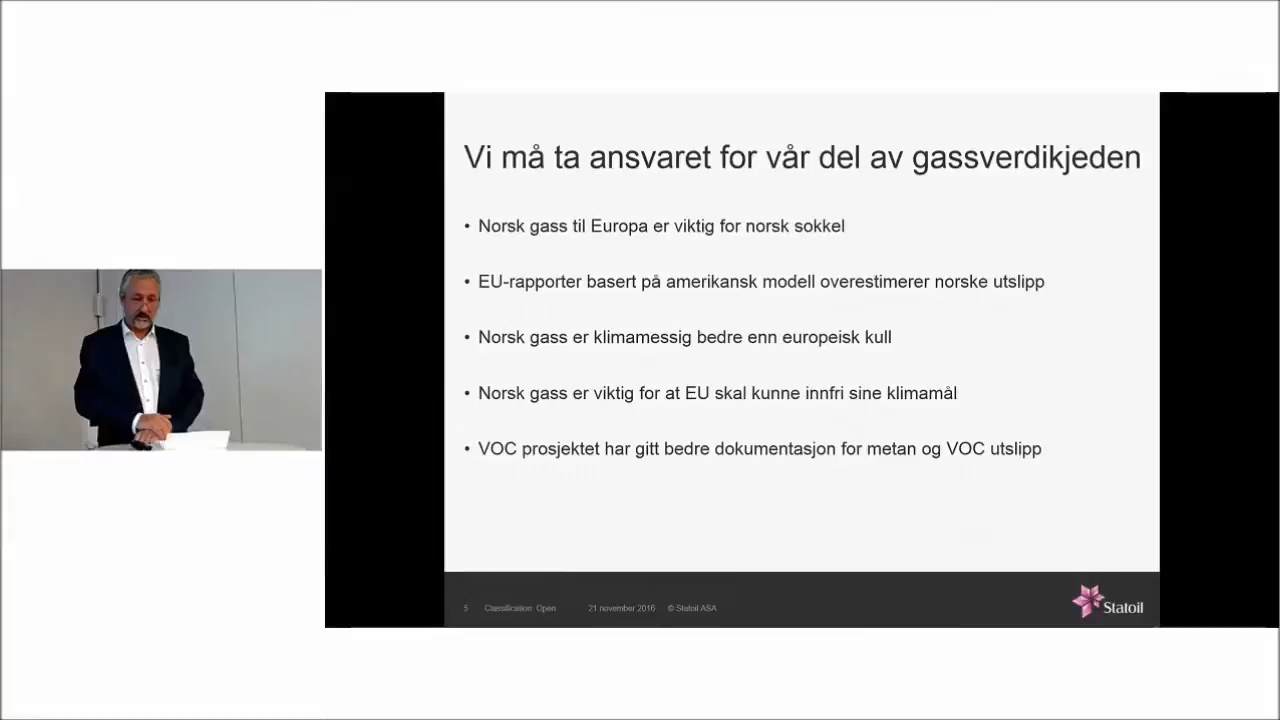 Vi må ta ansvaret for vår del av gassverdikjeden
• Norsk gass til Europa er viktig for norsk sokkel
• EU-rapporter basert på amerikansk modell overestimerer norske utslipp
• Norsk gass er klimamessig bedre enn europeisk kull
• Norsk gass er viktig for at EU skal kunne innfri sine klimamål
• VOC prosjektet har gitt bedre dokumentasjon for metan og VOC utslipp
5 Classification Open 21 november 2016 © Statoil ASA
Statoil